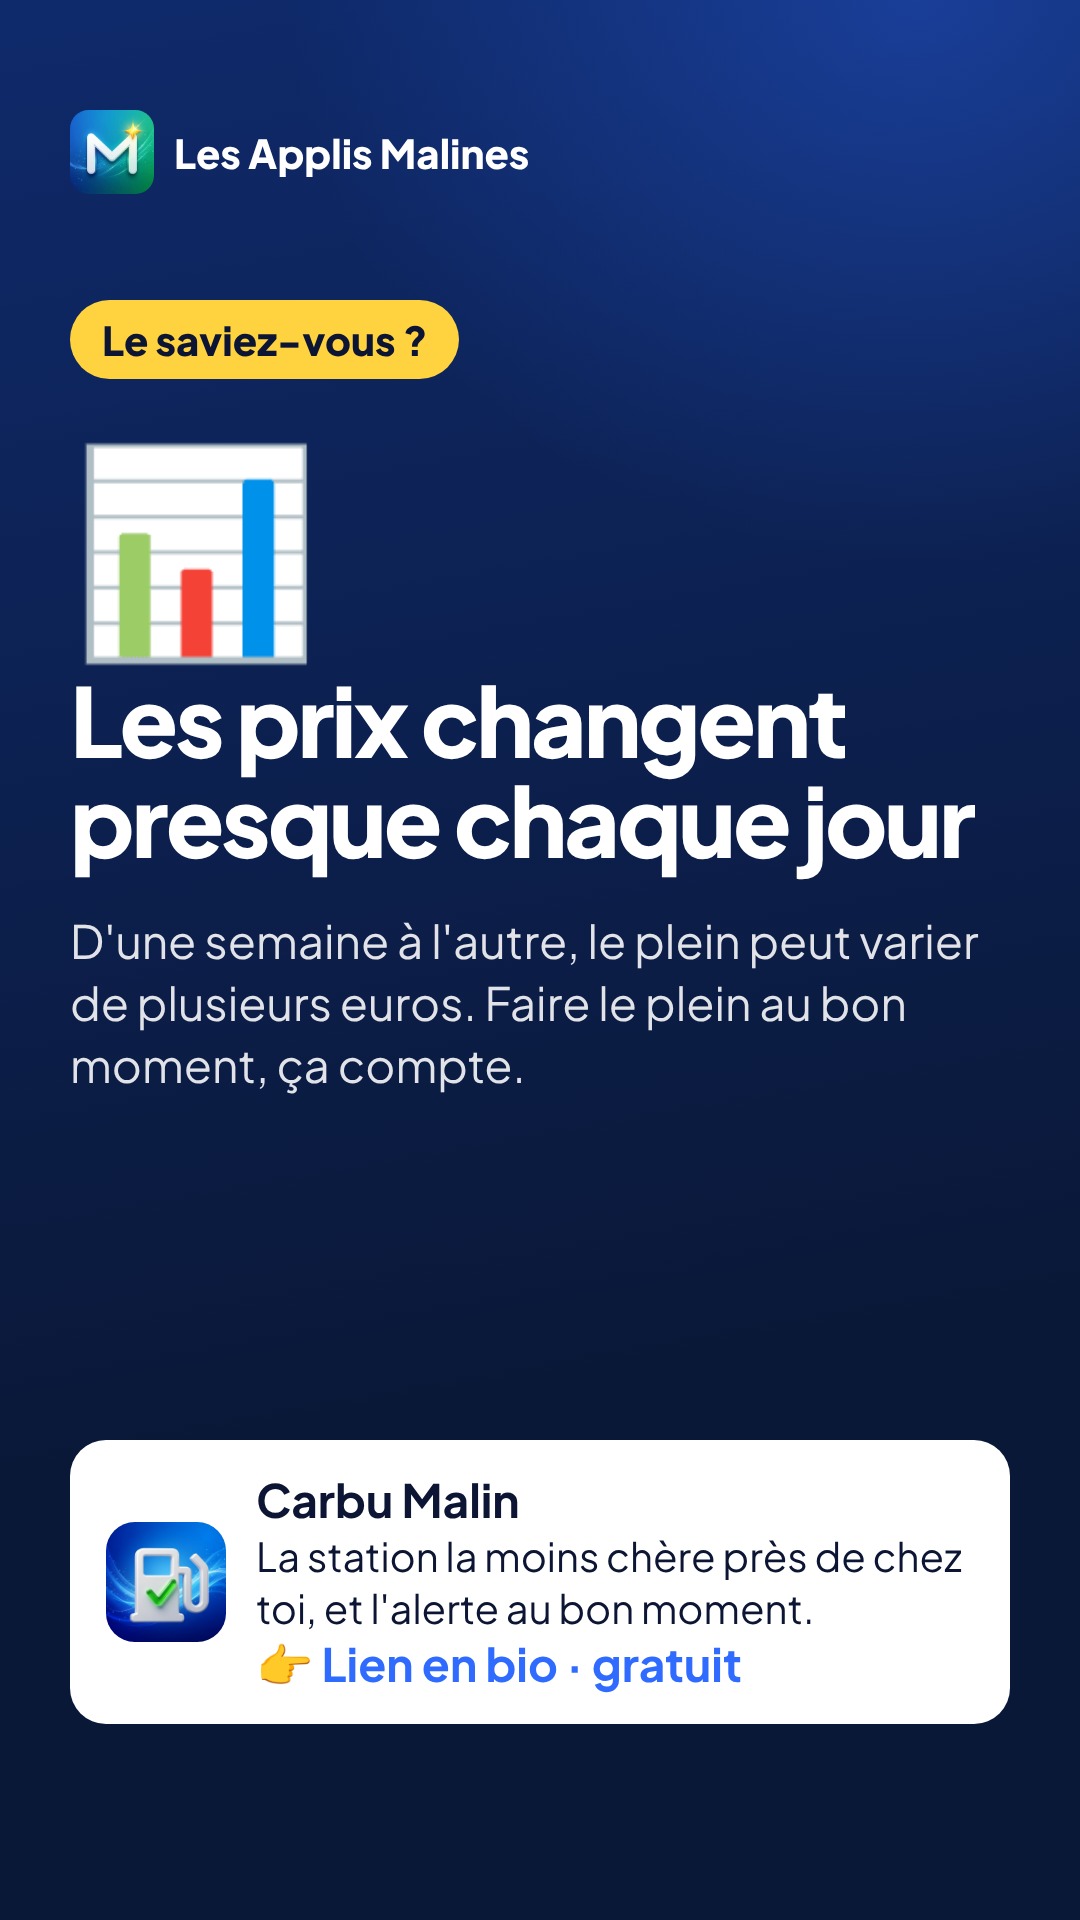 Les Applis Malines
Le saviez-vous ?
Les prix changent
presque chaque jour
D'une semaine à l'autre, le plein peut varier
de plusieurs euros. Faire le plein au bon
moment, ça compte.
Carbu Malin
La station la moins chère près de chez
toi, et l'alerte au bon moment.
👉 Lien en bio · gratuit